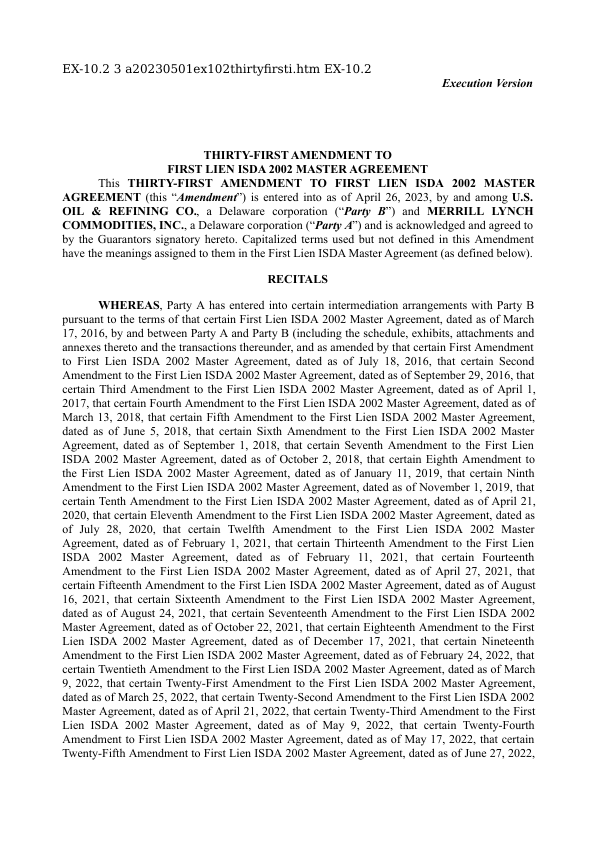 EX-10.2 3 a20230501ex102thirtyfirsti.htm EX-10.2
Execution Version
THIRTY-FIRST AMENDMENT TO
FIRST LIEN ISDA 2002 MASTER AGREEMENT
This THIRTY-FIRST AMENDMENT TO FIRST LIEN ISDA 2002 MASTER
AGREEMENT (this “Amendment”) is entered into as of April 26, 2023, by and among U.S.
OIL & REFINING CO., a Delaware corporation (“Party B”) and MERRILL LYNCH
COMMODITIES, INC., a Delaware corporation (“Party A”) and is acknowledged and agreed to
by the Guarantors signatory hereto. Capitalized terms used but not defined in this Amendment
have the meanings assigned to them in the First Lien ISDA Master Agreement (as defined below).
RECITALS
WHEREAS, Party A has entered into certain intermediation arrangements with Party B
pursuant to the terms of that certain First Lien ISDA 2002 Master Agreement, dated as of March
17, 2016, by and between Party A and Party B (including the schedule, exhibits, attachments and
annexes thereto and the transactions thereunder, and as amended by that certain First Amendment
to First Lien ISDA 2002 Master Agreement, dated as of July 18, 2016, that certain Second
Amendment to the First Lien ISDA 2002 Master Agreement, dated as of September 29, 2016, that
certain Third Amendment to the First Lien ISDA 2002 Master Agreement, dated as of April 1,
2017, that certain Fourth Amendment to the First Lien ISDA 2002 Master Agreement, dated as of
March 13, 2018, that certain Fifth Amendment to the First Lien ISDA 2002 Master Agreement,
dated as of June 5, 2018, that certain Sixth Amendment to the First Lien ISDA 2002 Master
Agreement, dated as of September 1, 2018, that certain Seventh Amendment to the First Lien
ISDA 2002 Master Agreement, dated as of October 2, 2018, that certain Eighth Amendment to
the First Lien ISDA 2002 Master Agreement, dated as of January 11, 2019, that certain Ninth
Amendment to the First Lien ISDA 2002 Master Agreement, dated as of November 1, 2019, that
certain Tenth Amendment to the First Lien ISDA 2002 Master Agreement, dated as of April 21,
2020, that certain Eleventh Amendment to the First Lien ISDA 2002 Master Agreement, dated as
of July 28, 2020, that certain Twelfth Amendment to the First Lien ISDA 2002 Master
Agreement, dated as of February 1, 2021, that certain Thirteenth Amendment to the First Lien
ISDA 2002 Master Agreement, dated as of February 11, 2021, that certain Fourteenth
Amendment to the First Lien ISDA 2002 Master Agreement, dated as of April 27, 2021, that
certain Fifteenth Amendment to the First Lien ISDA 2002 Master Agreement, dated as of August
16, 2021, that certain Sixteenth Amendment to the First Lien ISDA 2002 Master Agreement,
dated as of August 24, 2021, that certain Seventeenth Amendment to the First Lien ISDA 2002
Master Agreement, dated as of October 22, 2021, that certain Eighteenth Amendment to the First
Lien ISDA 2002 Master Agreement, dated as of December 17, 2021, that certain Nineteenth
Amendment to the First Lien ISDA 2002 Master Agreement, dated as of February 24, 2022, that
certain Twentieth Amendment to the First Lien ISDA 2002 Master Agreement, dated as of March
9, 2022, that certain Twenty-First Amendment to the First Lien ISDA 2002 Master Agreement,
dated as of March 25, 2022, that certain Twenty-Second Amendment to the First Lien ISDA 2002
Master Agreement, dated as of April 21, 2022, that certain Twenty-Third Amendment to the First
Lien ISDA 2002 Master Agreement, dated as of May 9, 2022, that certain Twenty-Fourth
Amendment to First Lien ISDA 2002 Master Agreement, dated as of May 17, 2022, that certain
Twenty-Fifth Amendment to First Lien ISDA 2002 Master Agreement, dated as of June 27, 2022,